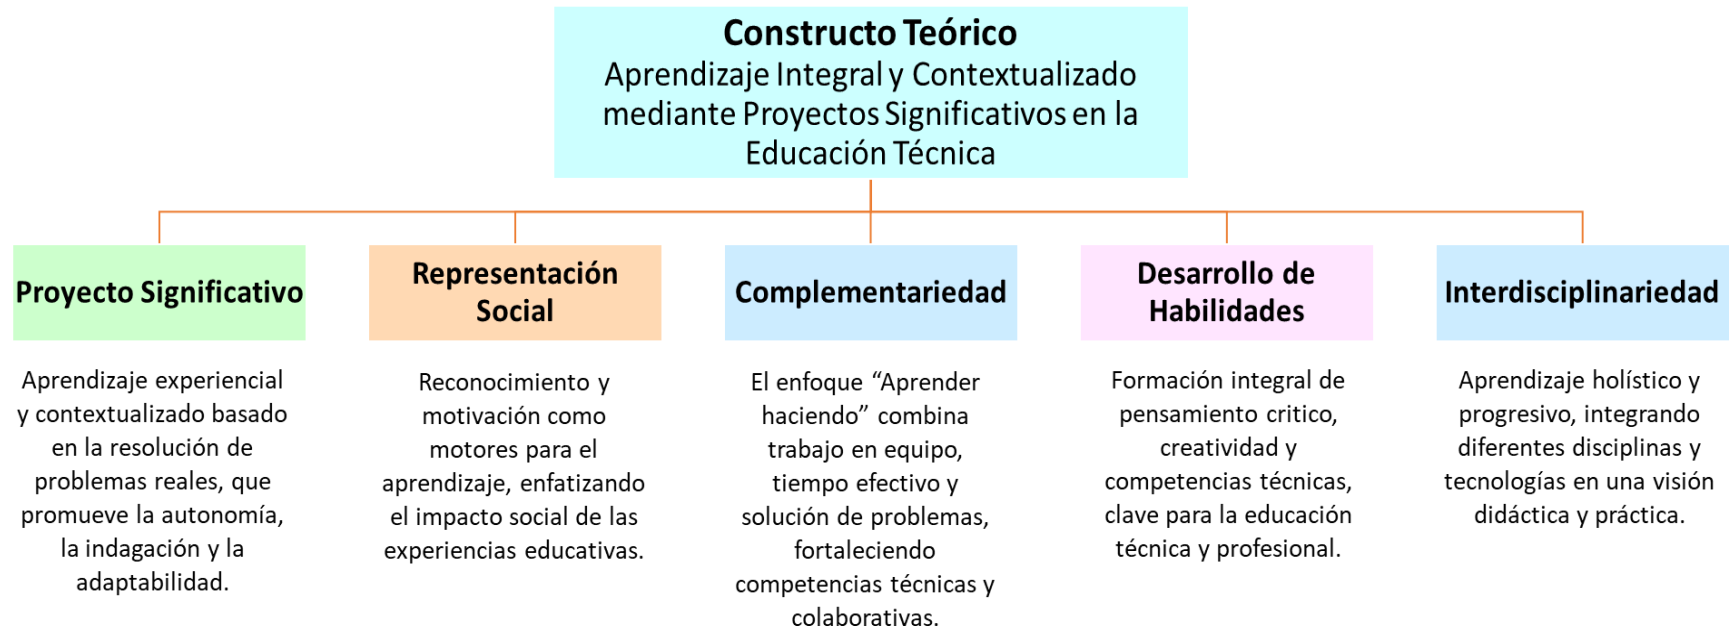 Constructo Teórico
Aprendizaje Integral y Contextualizado
mediante Proyectos Significativos en la
Educación Técnica
Proyecto Significativo
Aprendizaje experiencial
y contextualizado basado
en la resolución de
problemas reales, que
promueve la autonomía,
la indagación y la
adaptabilidad.
Representación
Social
Reconocimiento y
motivación como
motores para el
aprendizaje, enfatizando
el impacto social de las
experiencias educativas.
Complementariedad
El enfoque “Aprender
haciendo” combina
trabajo en equipo,
tiempo efectivo y
solución de problemas,
fortaleciendo
competencias técnicas y
colaborativas.
Desarrollo de
Habilidades
Formación integral de
pensamiento critico,
creatividad y
competencias técnicas,
clave para la educación
técnica y profesional.
Interdisciplinariedad
Aprendizaje holístico y
progresivo, integrando
diferentes disciplinas y
tecnologías en una visión
didáctica y práctica.